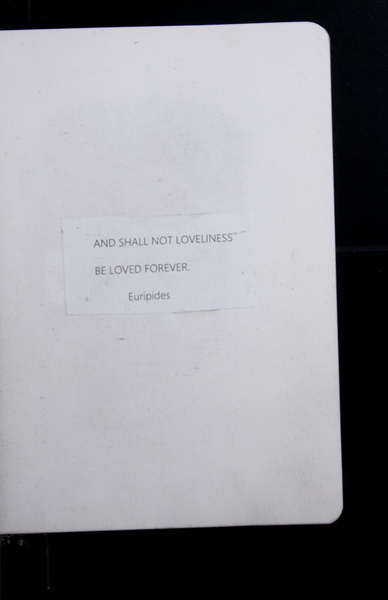 AND SHALL NOT LOVELINESS
BE LOVED FOREVER.
Euripides